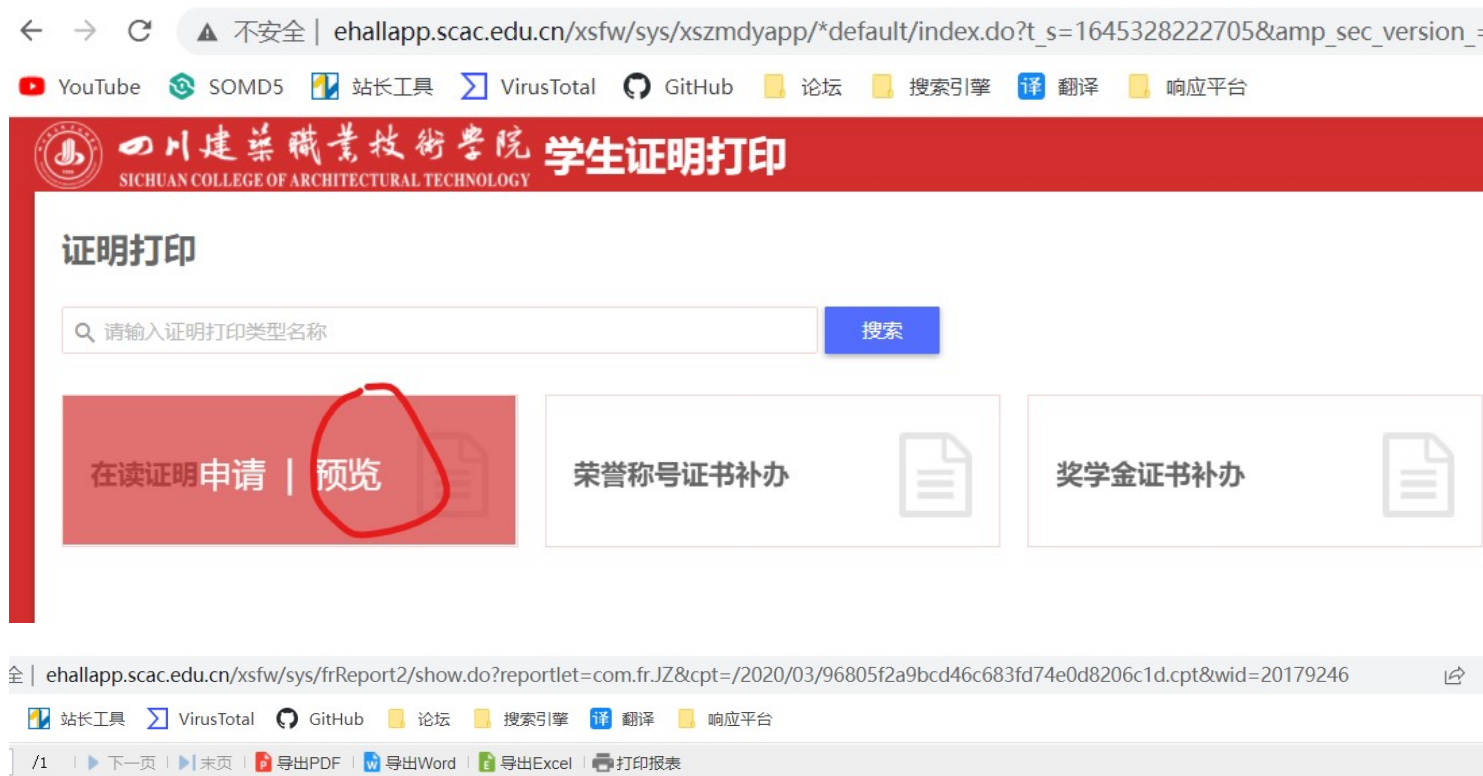 不安全 | ehallapp.scac.edu.cn/xsfw/sys/xszmdyapp/*default/index.do?t_s=1645328222705&amp_sec_version_=
YouTube SOMD5 站长工具 VirusTotal GitHub 论坛 搜索引擎 译 翻译 响应平台
四川建築職業技術學院 学生证明打印
SICHUAN COLLEGE OF ARCHITECTURAL TECHNOLOGY
证明打印
请输入证明打印类型名称 搜索
在读证明申请 | 预览 荣誉称号证书补办 奖学金证书补办
全 | ehallapp.scac.edu.cn/xsfw/sys/frReport2/show.do?reportlet=com.fr.JZ&cpt=/2020/03/96805f2a9bcd46c683fd74e0d8206c1d.cpt&wid=20179246
站长工具 VirusTotal GitHub 论坛 搜索引擎 译 翻译 响应平台
/1 下一页 末页 导出PDF 导出Word 导出Excel 打印报表